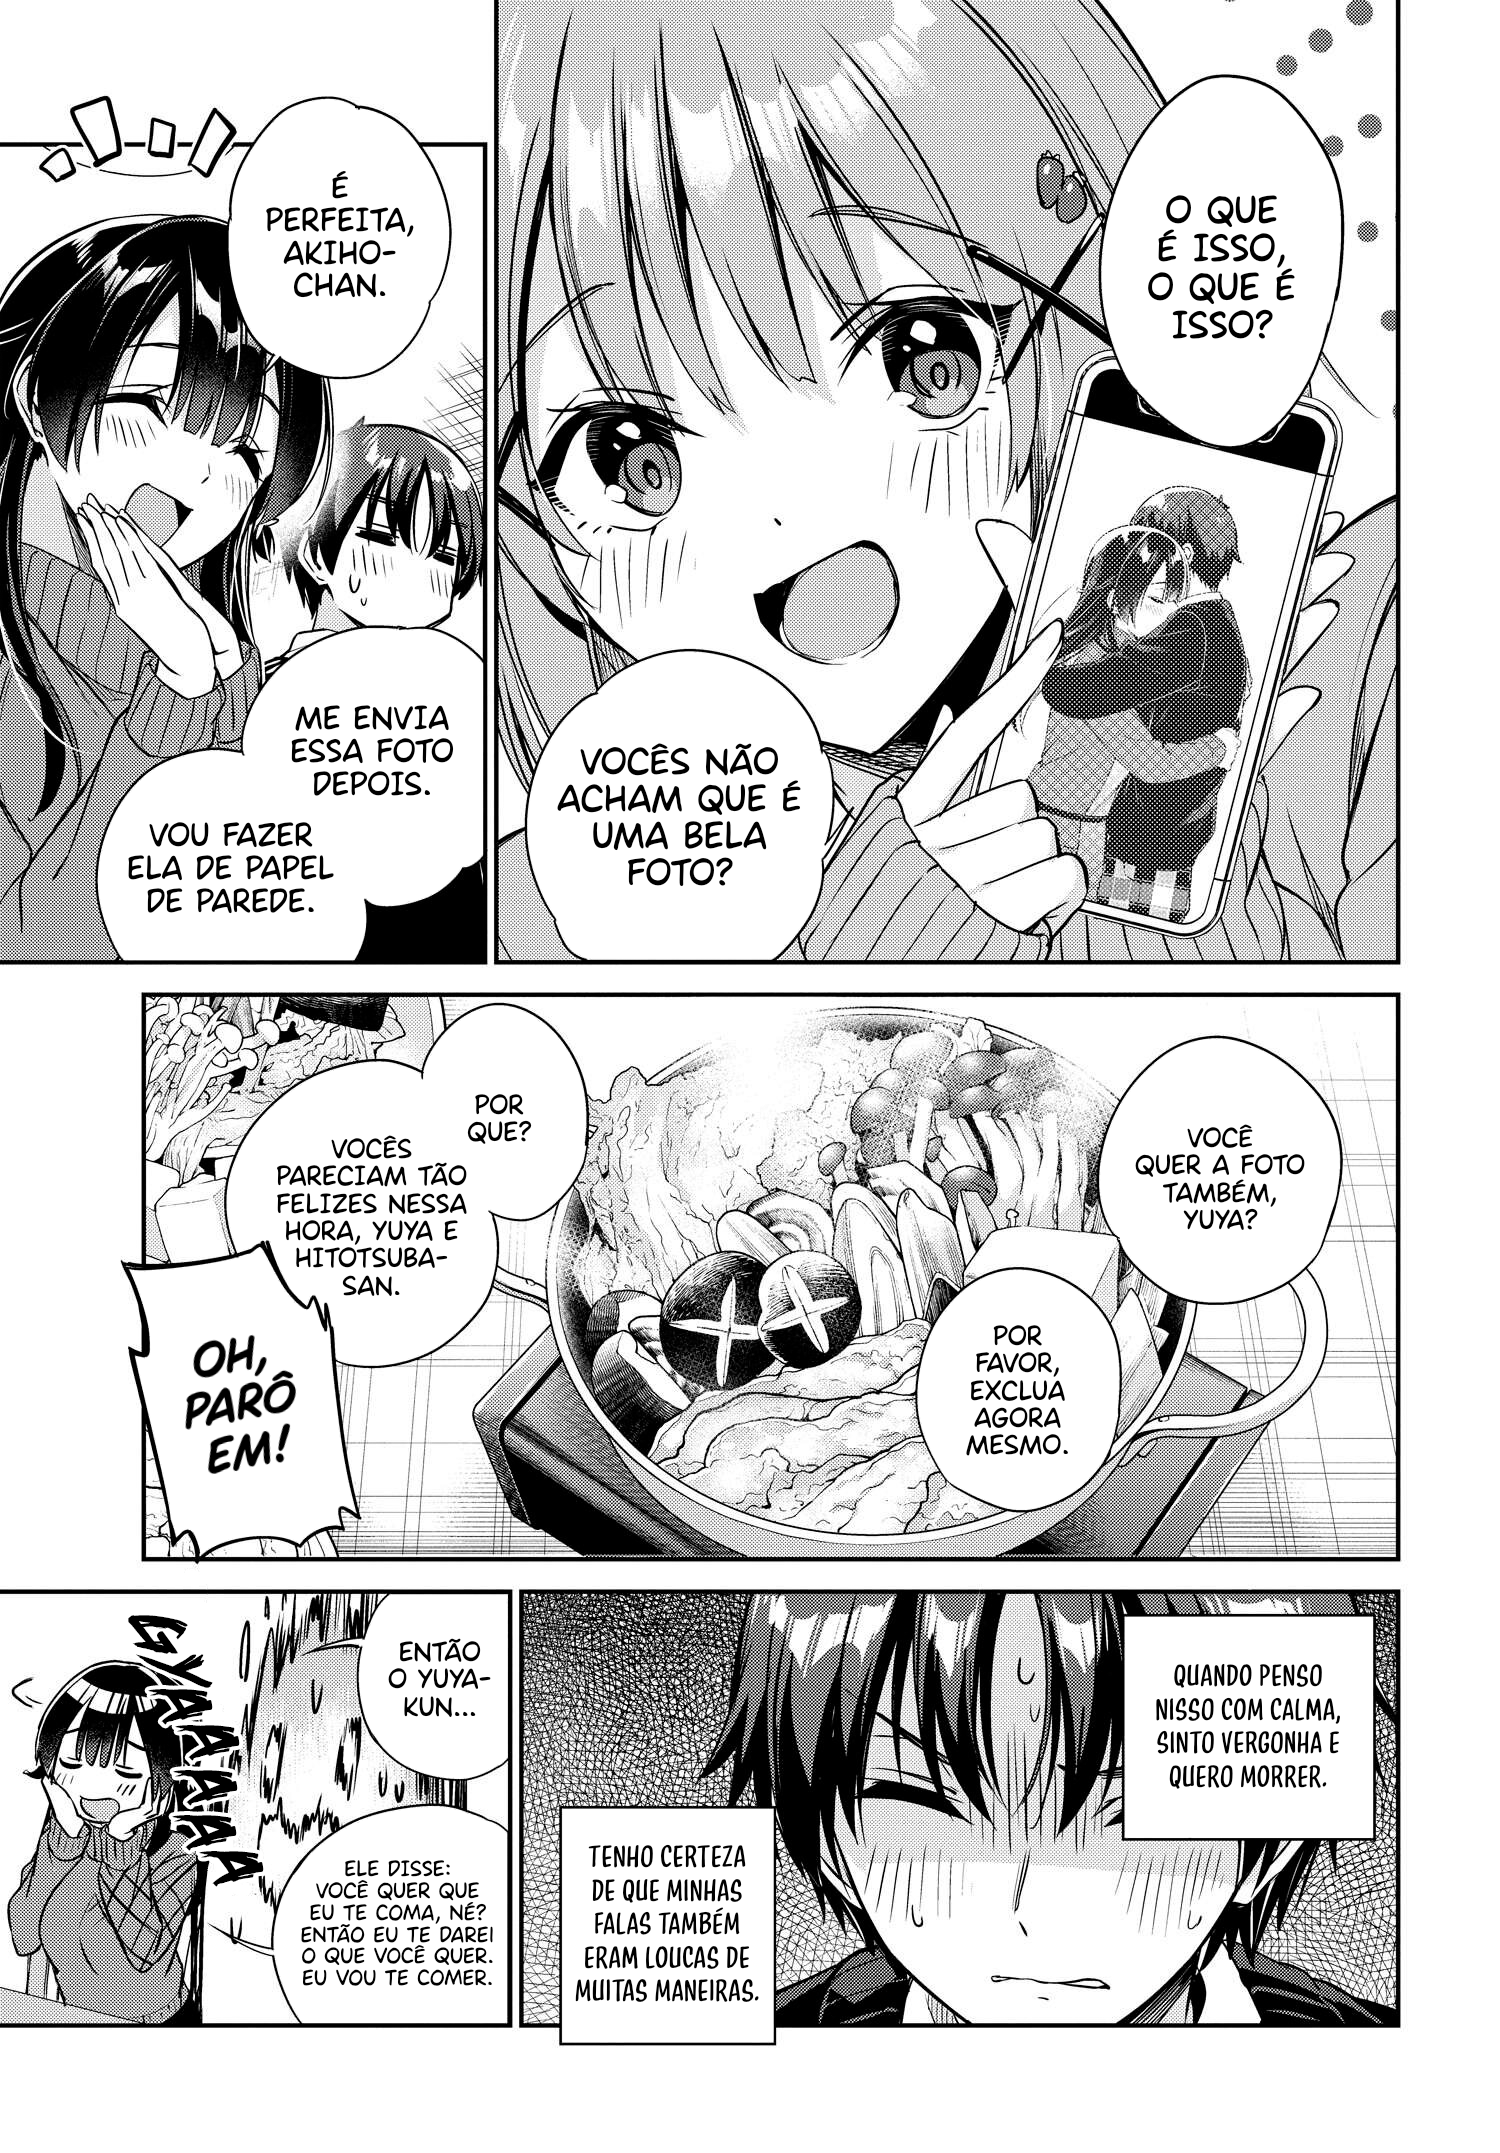 O QUE
É ISSO,
O QUE É
ISSO?
VOCÊS NÃO
ACHAM QUE É
UMA BELA
FOTO?
É
PERFEITA,
AKIHO-
CHAN.
ME ENVIA
ESSA FOTO
DEPOIS.
VOU FAZER
ELA DE PAPEL
DE PAREDE.
VOCÊ
QUER A FOTO
TAMBÉM,
YUYA?
POR
FAVOR,
EXCLUA
AGORA
MESMO.
POR
QUE?
VOCÊS
PARECIAM TÃO
FELIZES NESSA
HORA, YUYA E
HITOTSUBA-
SAN.
OH,
PARÔ
EM!
QUANDO PENSO
NISSO COM CALMA,
SINTO VERGONHA E
QUERO MORRER.
TENHO CERTEZA
DE QUE MINHAS
FALAS TAMBÉM
ERAM LOUCAS DE
MUITAS MANEIRAS.
ENTÃO
O YUYA-
KUN...
ELE DISSE:
VOCÊ QUER QUE
EU TE COMA, NÉ?
ENTÃO EU TE DAREI
O QUE VOCÊ QUER.
EU VOU TE COMER.
GYAAAAA